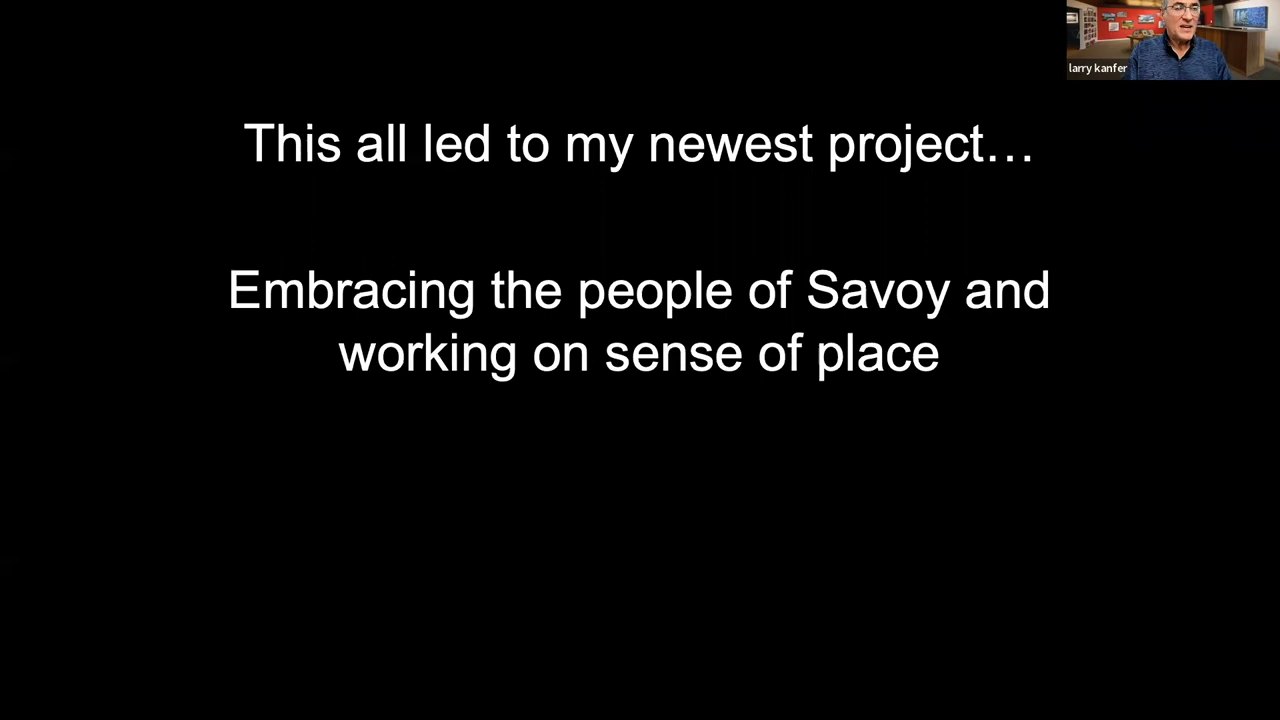 larry kanfer
This all led to my newest project…
Embracing the people of Savoy and
working on sense of place